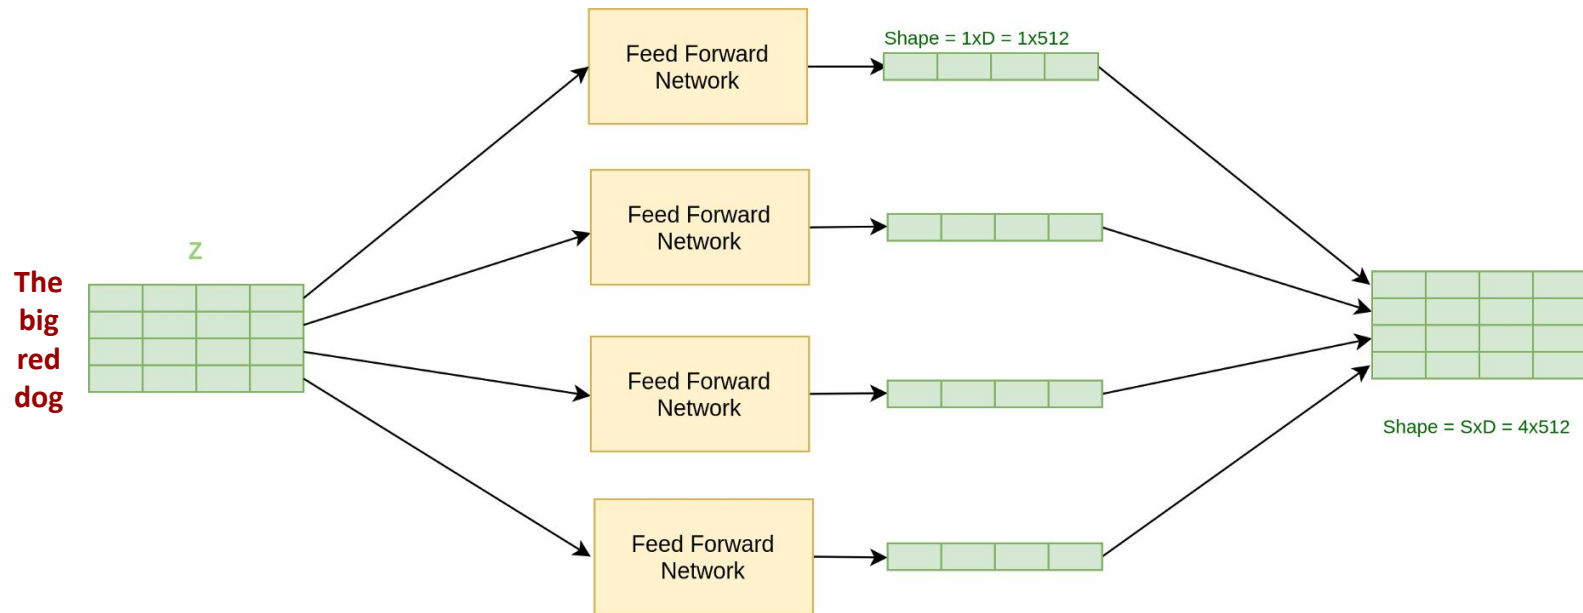 Feed Forward
Network
Shape = 1xD = 1x512
Feed Forward
Network
Z
The
big
red
dog
Feed Forward
Network
Shape = SxD = 4x512
Feed Forward
Network